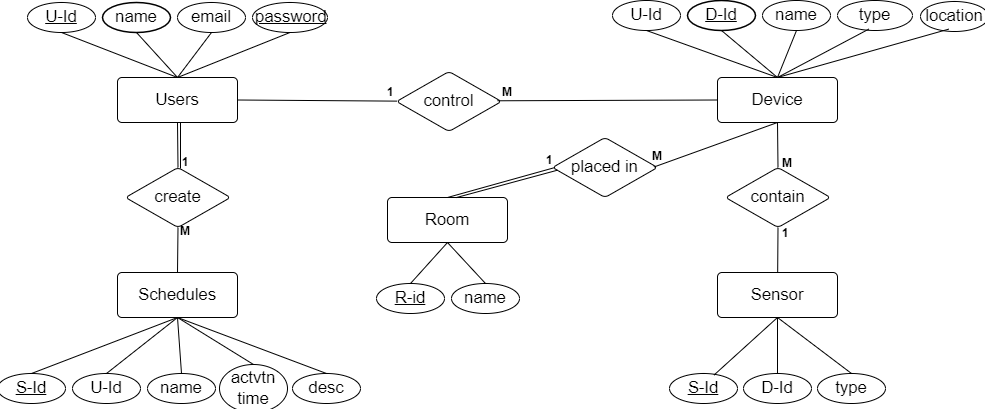 U-Id
name
email
password
U-Id
D-Id
name
type
location
Users
1
control
M
Device
1
placed in
M
1
create
M
M
contain
1
Room
R-id
name
Schedules
Sensor
S-Id
U-Id
name
actvtn
time
desc
S-Id
D-Id
type